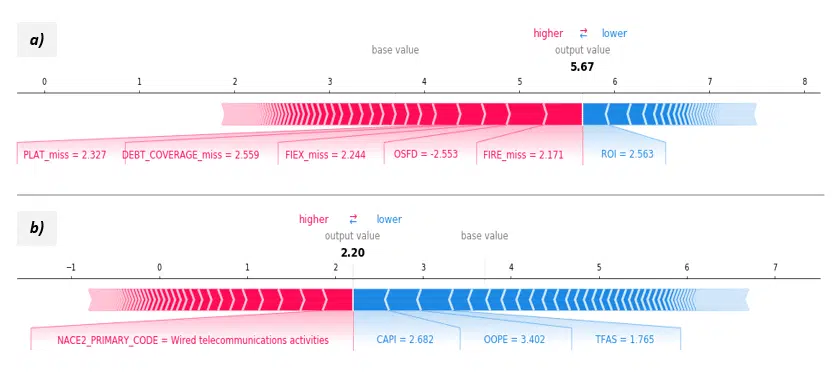 a)
higher ⇄ lower
base value output value
5.67
0 1 2 3 4 5 6 7 8
PLAT_miss = 2.327 DEBT_COVERAGE_miss = 2.559 FIEX_miss = 2.244 OSFD = -2.553 FIRE_miss = 2.171 ROI = 2.563
b)
higher ⇄ lower
output value base value
2.20
−1 0 1 2 3 4 5 6 7
NACE2_PRIMARY_CODE = Wired telecommunications activities CAPI = 2.682 OOPE = 3.402 TFAS = 1.765